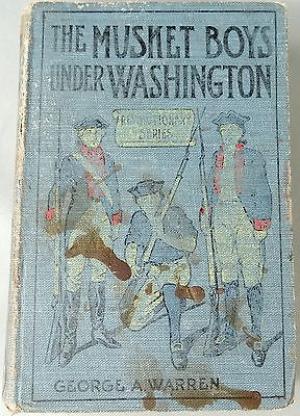 THE MUSKET BOYS
UNDER WASHINGTON
REVOLUTIONARY
SERIES
GEORGE A. WARREN